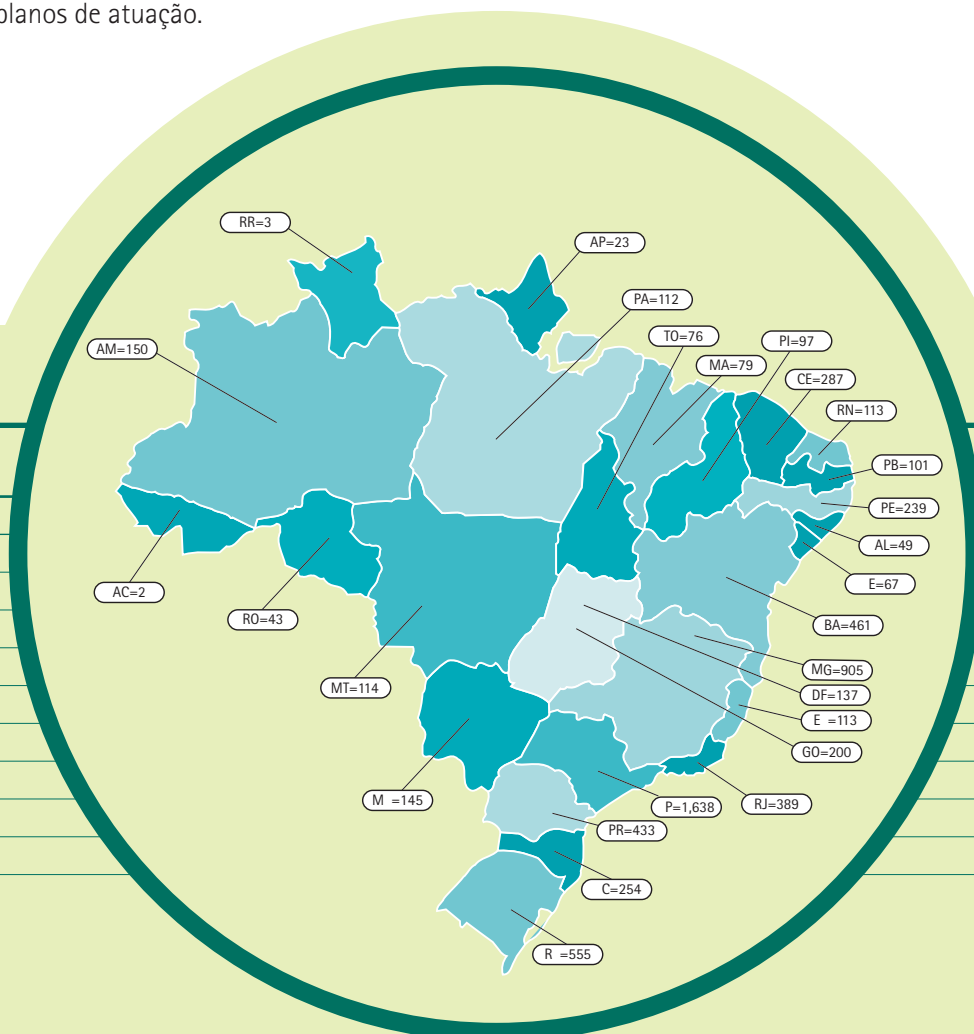 planos de atuação.
RR=3
AP=23
PA=112
TO=76
PI=97
AM=150
MA=79
CE=287
RN=113
PB=101
PE=239
AL=49
E=67
AC=2
RO=43
BA=461
MG=905
MT=114
DF=137
E =113
GO=200
M =145
P=1,638
RJ=389
PR=433
C=254
R =555